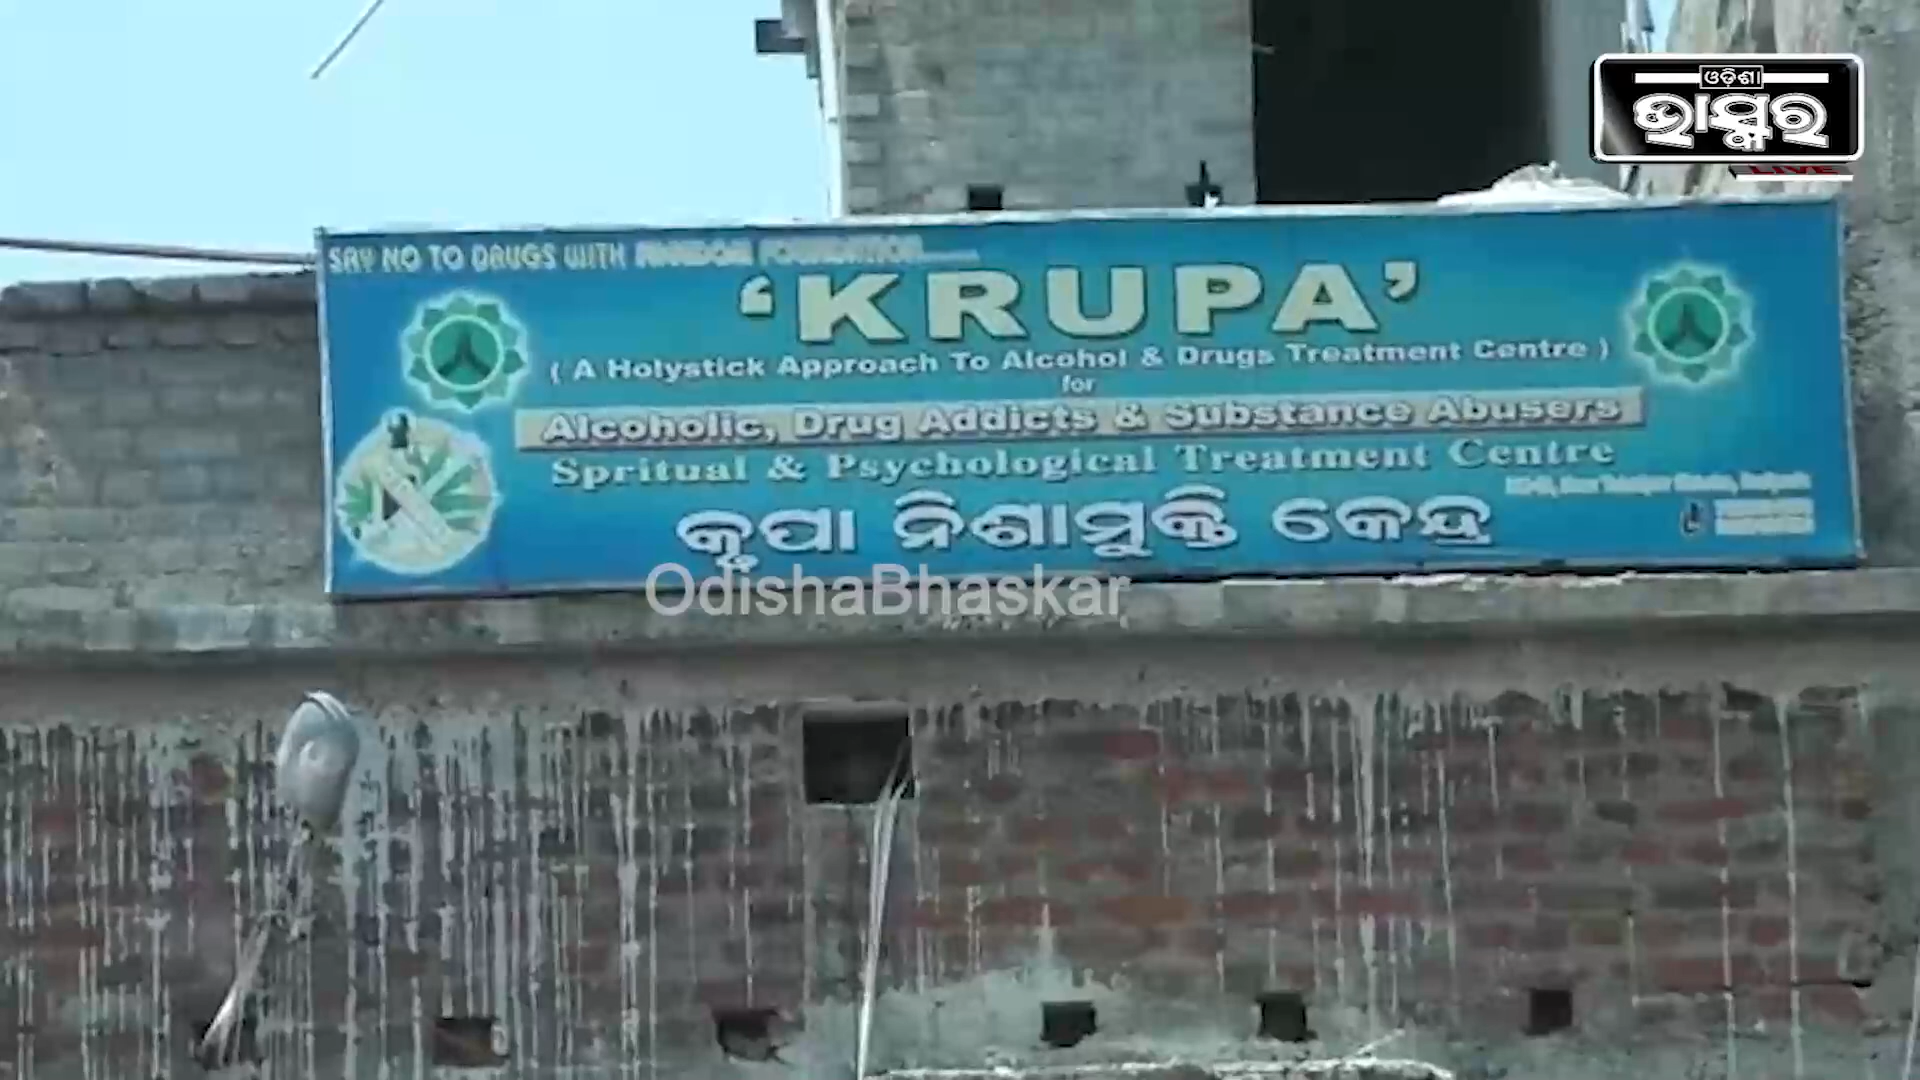 ଓଡ଼ିଶା
ଭାସ୍କର
LIVE
SAY NO TO DRUGS WITH FOUNDATION
'KRUPA'
( A Holystick Approach To Alcohol & Drugs Treatment Centre )
for
Alcoholic, Drug Addicts & Substance Abusers
Spritual & Psychological Treatment Centre
କୃପା ନିଶାମୁକ୍ତି କେନ୍ଦ୍ର
OdishaBhaskar